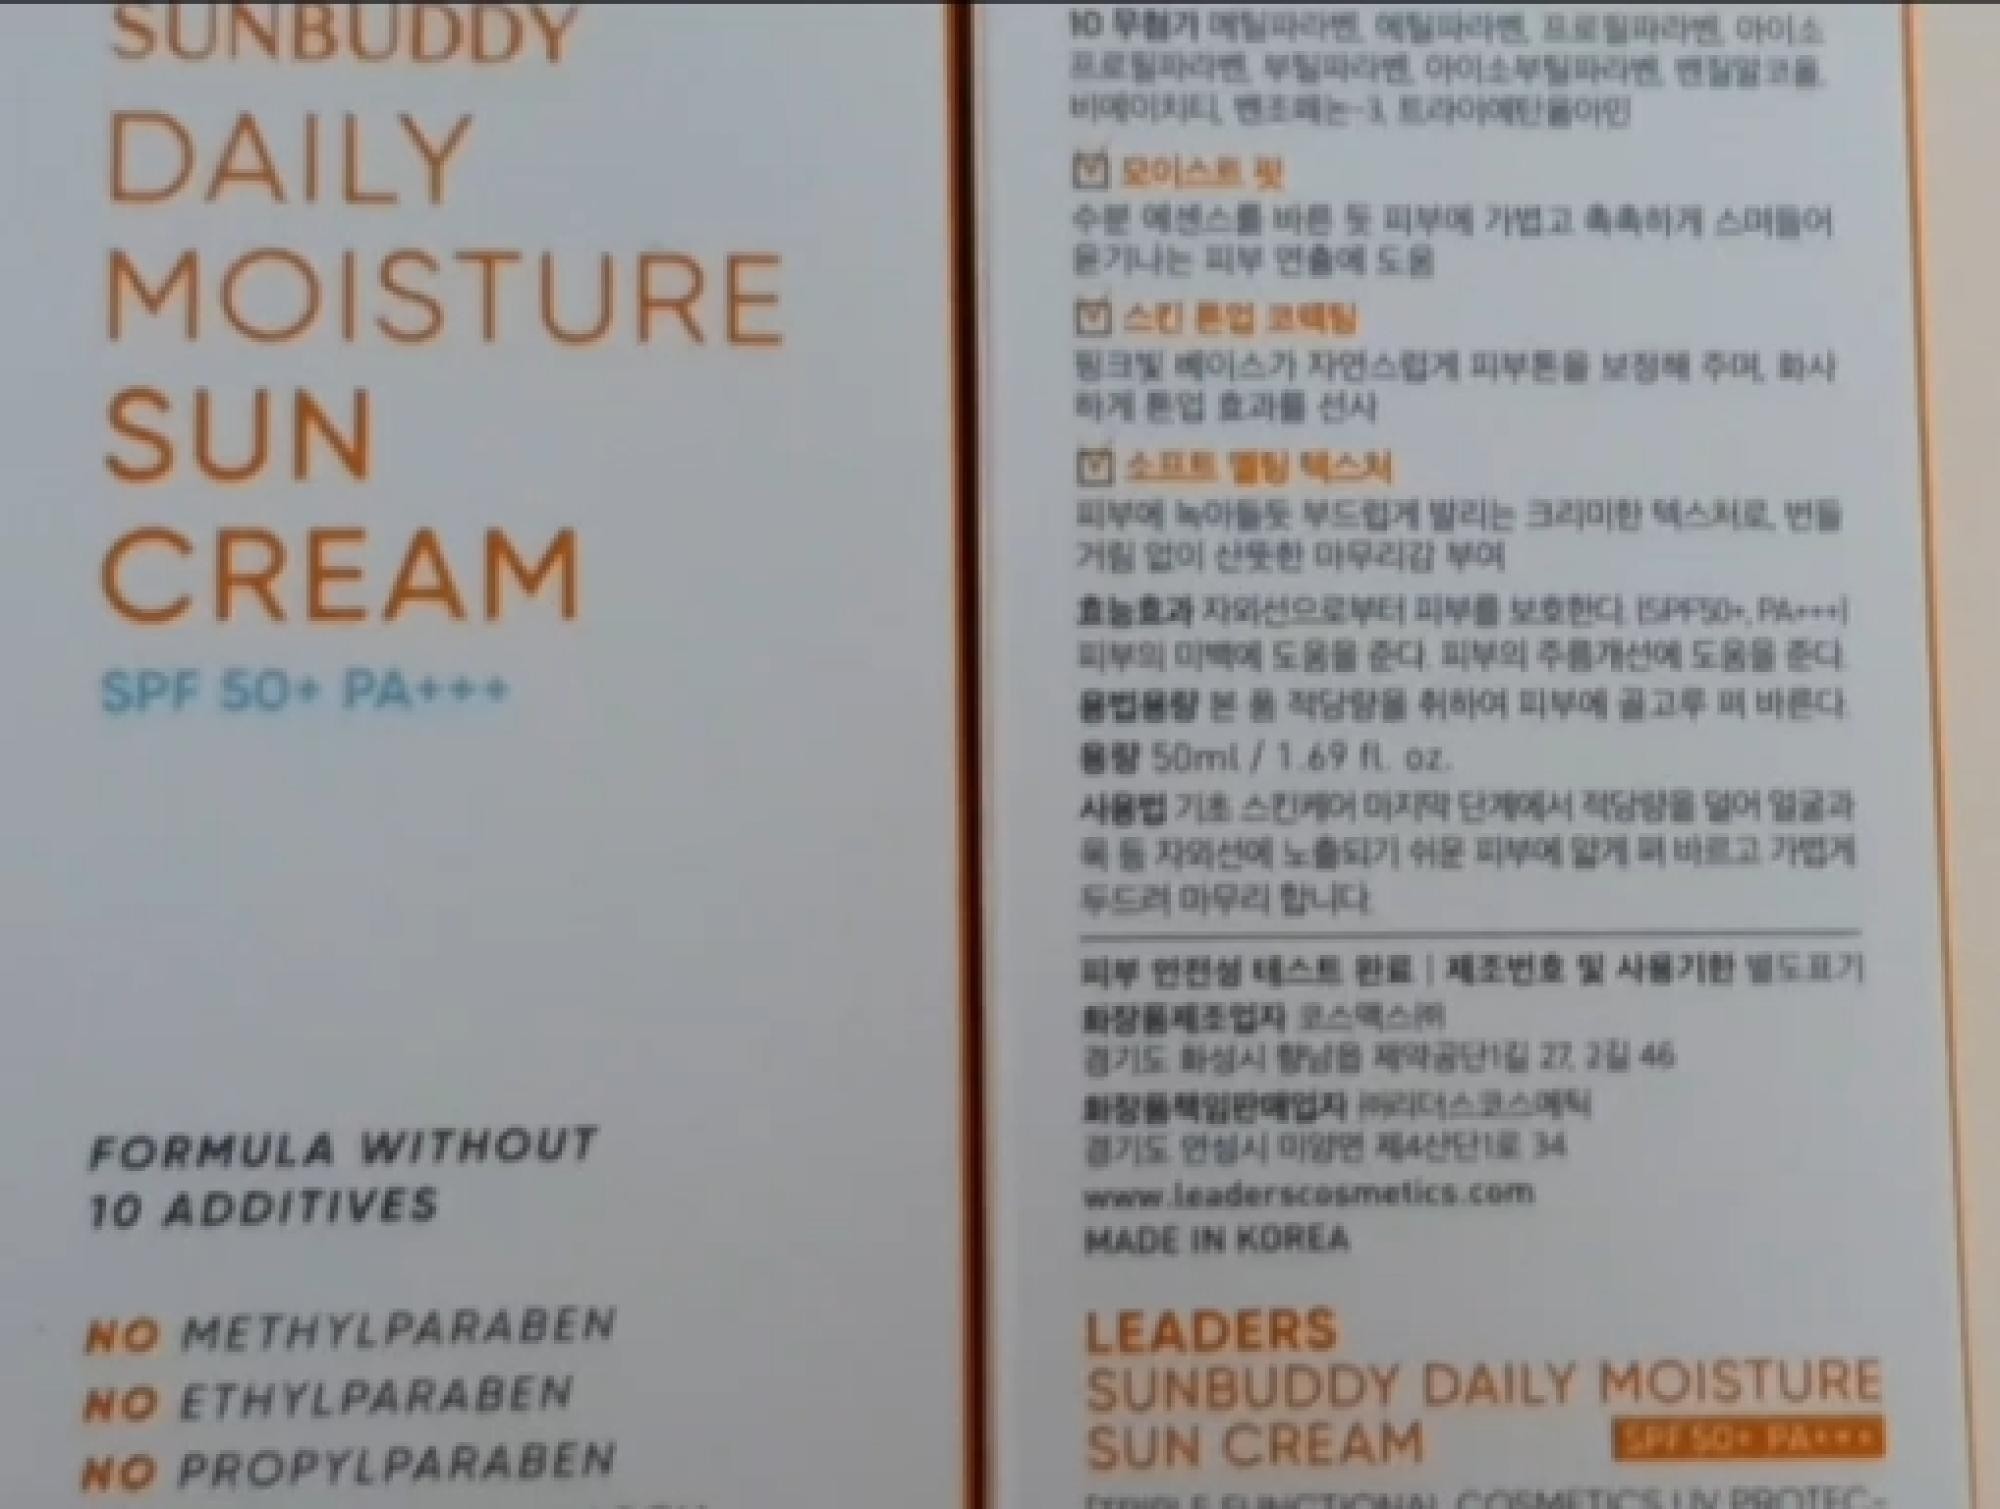 SUNBUDDY
DAILY
MOISTURE
SUN
CREAM
SPF 50+ PA+++
FORMULA WITHOUT
10 ADDITIVES
NO METHYLPARABEN
NO ETHYLPARABEN
NO PROPYLPARABEN
10 무첨가 메틸파라벤, 에틸파라벤, 프로필파라벤, 아이소
프로필파라벤, 부틸파라벤, 아이소부틸파라벤, 벤질알코올,
비에이치티, 벤조페논-3, 트라이에탄올아민
모이스트 핏
수분 에센스를 바른 듯 피부에 가볍고 촉촉하게 스며들어
윤기나는 피부 연출에 도움
스킨 톤업 코렉팅
핑크빛 베이스가 자연스럽게 피부톤을 보정해 주며, 화사
하게 톤업 효과를 선사
소프트 멜팅 텍스처
피부에 녹아들듯 부드럽게 발리는 크리미한 텍스처로, 번들
거림 없이 산뜻한 마무리감 부여
효능효과 자외선으로부터 피부를 보호한다. (SPF50+, PA+++)
피부의 미백에 도움을 준다. 피부의 주름개선에 도움을 준다.
용법용량 본 품 적당량을 취하여 피부에 골고루 펴 바른다.
용량 50ml / 1.69 fl. oz.
사용법 기초 스킨케어 마지막 단계에서 적당량을 덜어 얼굴과
목 등 자외선에 노출되기 쉬운 피부에 얇게 펴 바르고 가볍게
두드려 마무리 합니다.
피부 안전성 테스트 완료 | 제조번호 및 사용기한 별도표기
화장품제조업자 코스맥스㈜
경기도 화성시 향남읍 제약공단1길 27, 2길 46
화장품책임판매업자 ㈜리더스코스메틱
경기도 안성시 미양면 제4산단1로 34
www.leaderscosmetics.com
MADE IN KOREA
LEADERS
SUNBUDDY DAILY MOISTURE
SUN CREAM SPF 50+ PA+++
[TRIPLE FUNCTIONAL COSMETICS UV PROTEC-